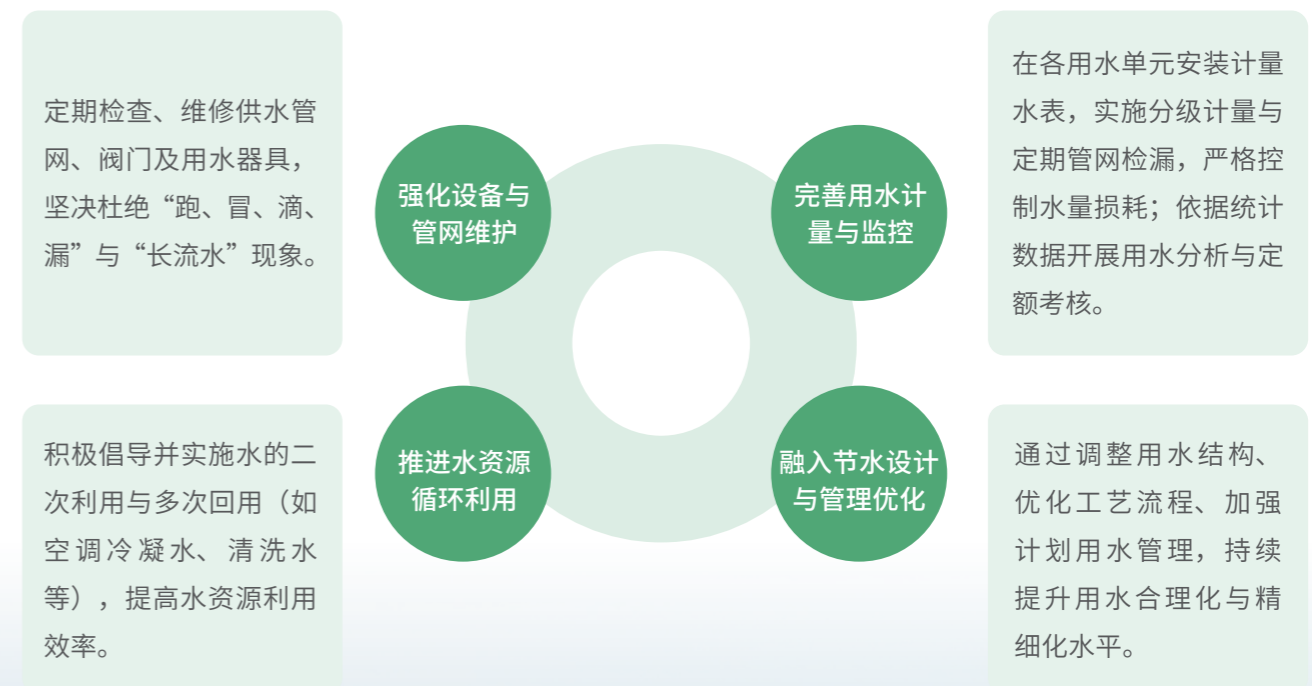 定期检查、维修供水管
网、阀门及用水器具，
坚决杜绝“跑、冒、滴、
漏”与“长流水”现象。
强化设备与
管网维护
完善用水计
量与监控
在各用水单元安装计量
水表，实施分级计量与
定期管网检漏，严格控
制水量损耗；依据统计
数据开展用水分析与定
额考核。
积极倡导并实施水的二
次利用与多次回用（如
空调冷凝水、清洗水
等），提高水资源利用
效率。
推进水资源
循环利用
融入节水设计
与管理优化
通过调整用水结构、
优化工艺流程、加强
计划用水管理，持续
提升用水合理化与精
细化水平。